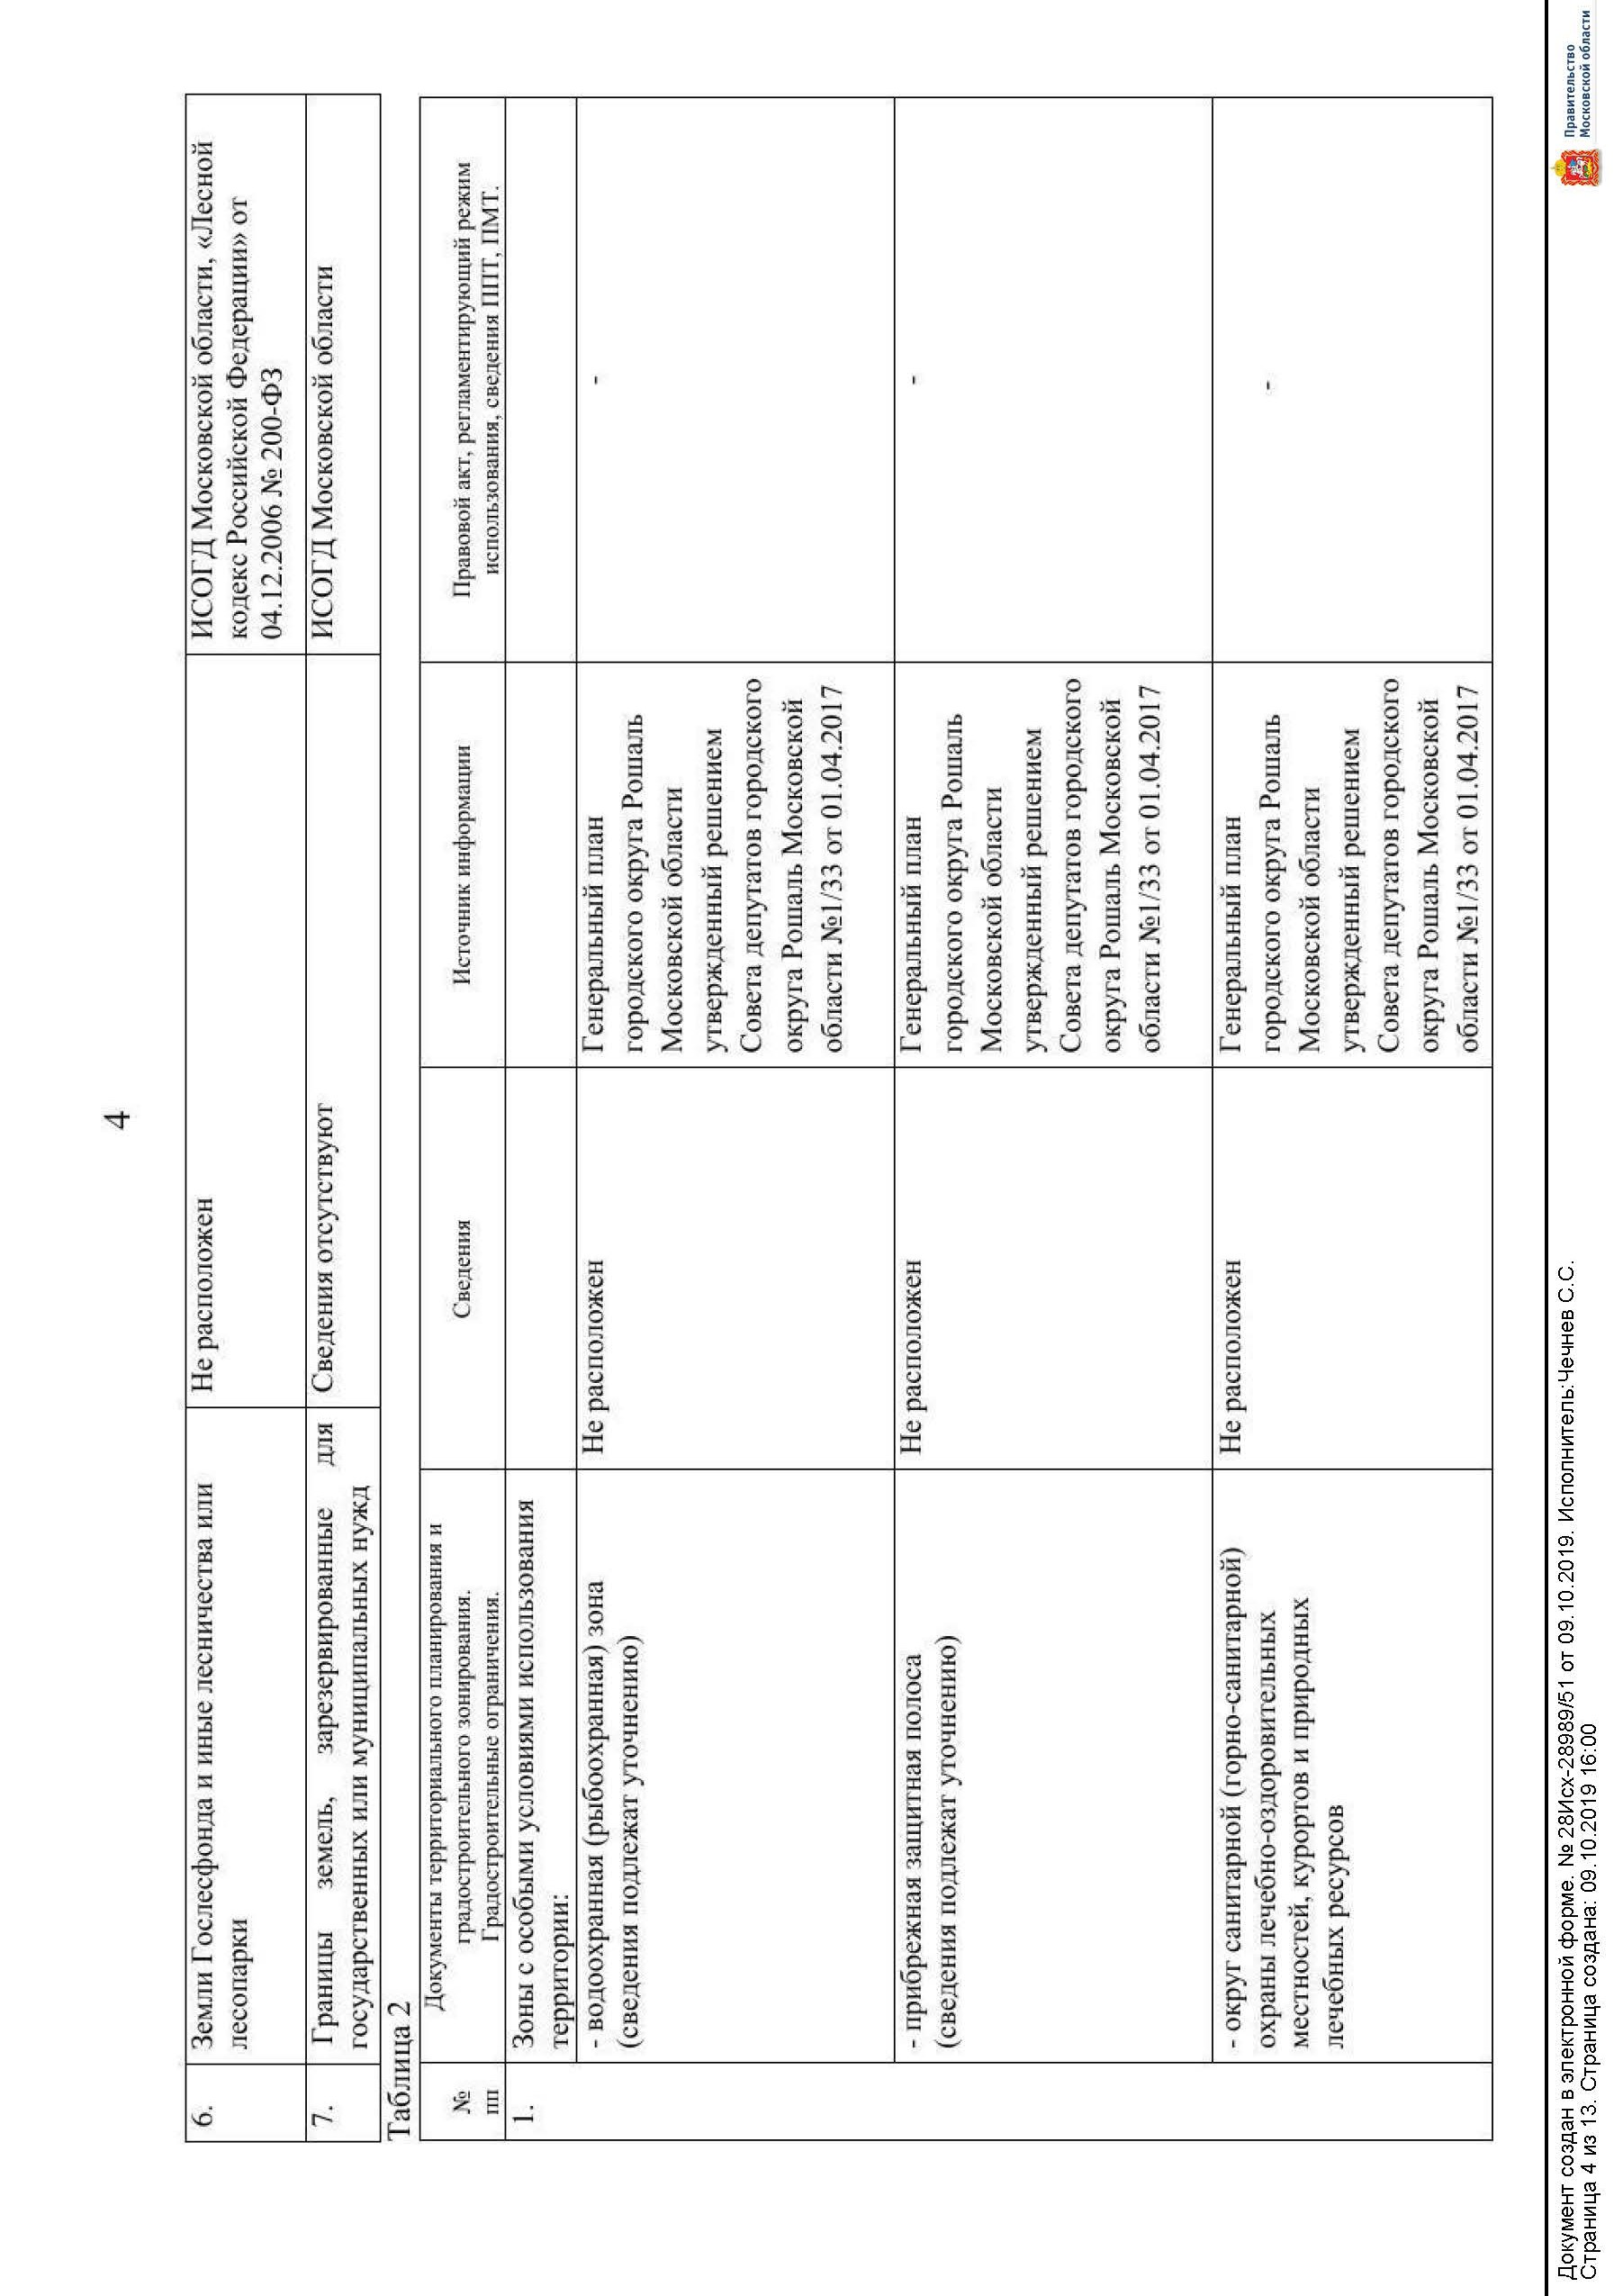 4
6.
Земли Гослесфонда и иные лесничества или
лесопарки
Не расположен
ИСОГД Московской области, «Лесной
кодекс Российской Федерации» от
04.12.2006 № 200-ФЗ
7.
Границы земель, зарезервированные для
государственных или муниципальных нужд
Сведения отсутствуют
ИСОГД Московской области
Таблица 2
№
пп
Документы территориального планирования и
градостроительного зонирования.
Градостроительные ограничения.
Сведения
Источник информации
Правовой акт, регламентирующий режим
использования, сведения ППТ, ПМТ.
1.
Зоны с особыми условиями использования
территории:
- водоохранная (рыбоохранная) зона
(сведения подлежат уточнению)
Не расположен
Генеральный план
городского округа Рошаль
Московской области
утвержденный решением
Совета депутатов городского
округа Рошаль Московской
области №1/33 от 01.04.2017
-
- прибрежная защитная полоса
(сведения подлежат уточнению)
Не расположен
Генеральный план
городского округа Рошаль
Московской области
утвержденный решением
Совета депутатов городского
округа Рошаль Московской
области №1/33 от 01.04.2017
-
- округ санитарной (горно-санитарной)
охраны лечебно-оздоровительных
местностей, курортов и природных
лечебных ресурсов
Не расположен
Генеральный план
городского округа Рошаль
Московской области
утвержденный решением
Совета депутатов городского
округа Рошаль Московской
области №1/33 от 01.04.2017
-
Документ создан в электронной форме. № 28Исх-28989/51 от 09.10.2019. Исполнитель:Чечнев С.С.
Страница 4 из 13. Страница создана: 09.10.2019 16:00
Правительство
Московской области